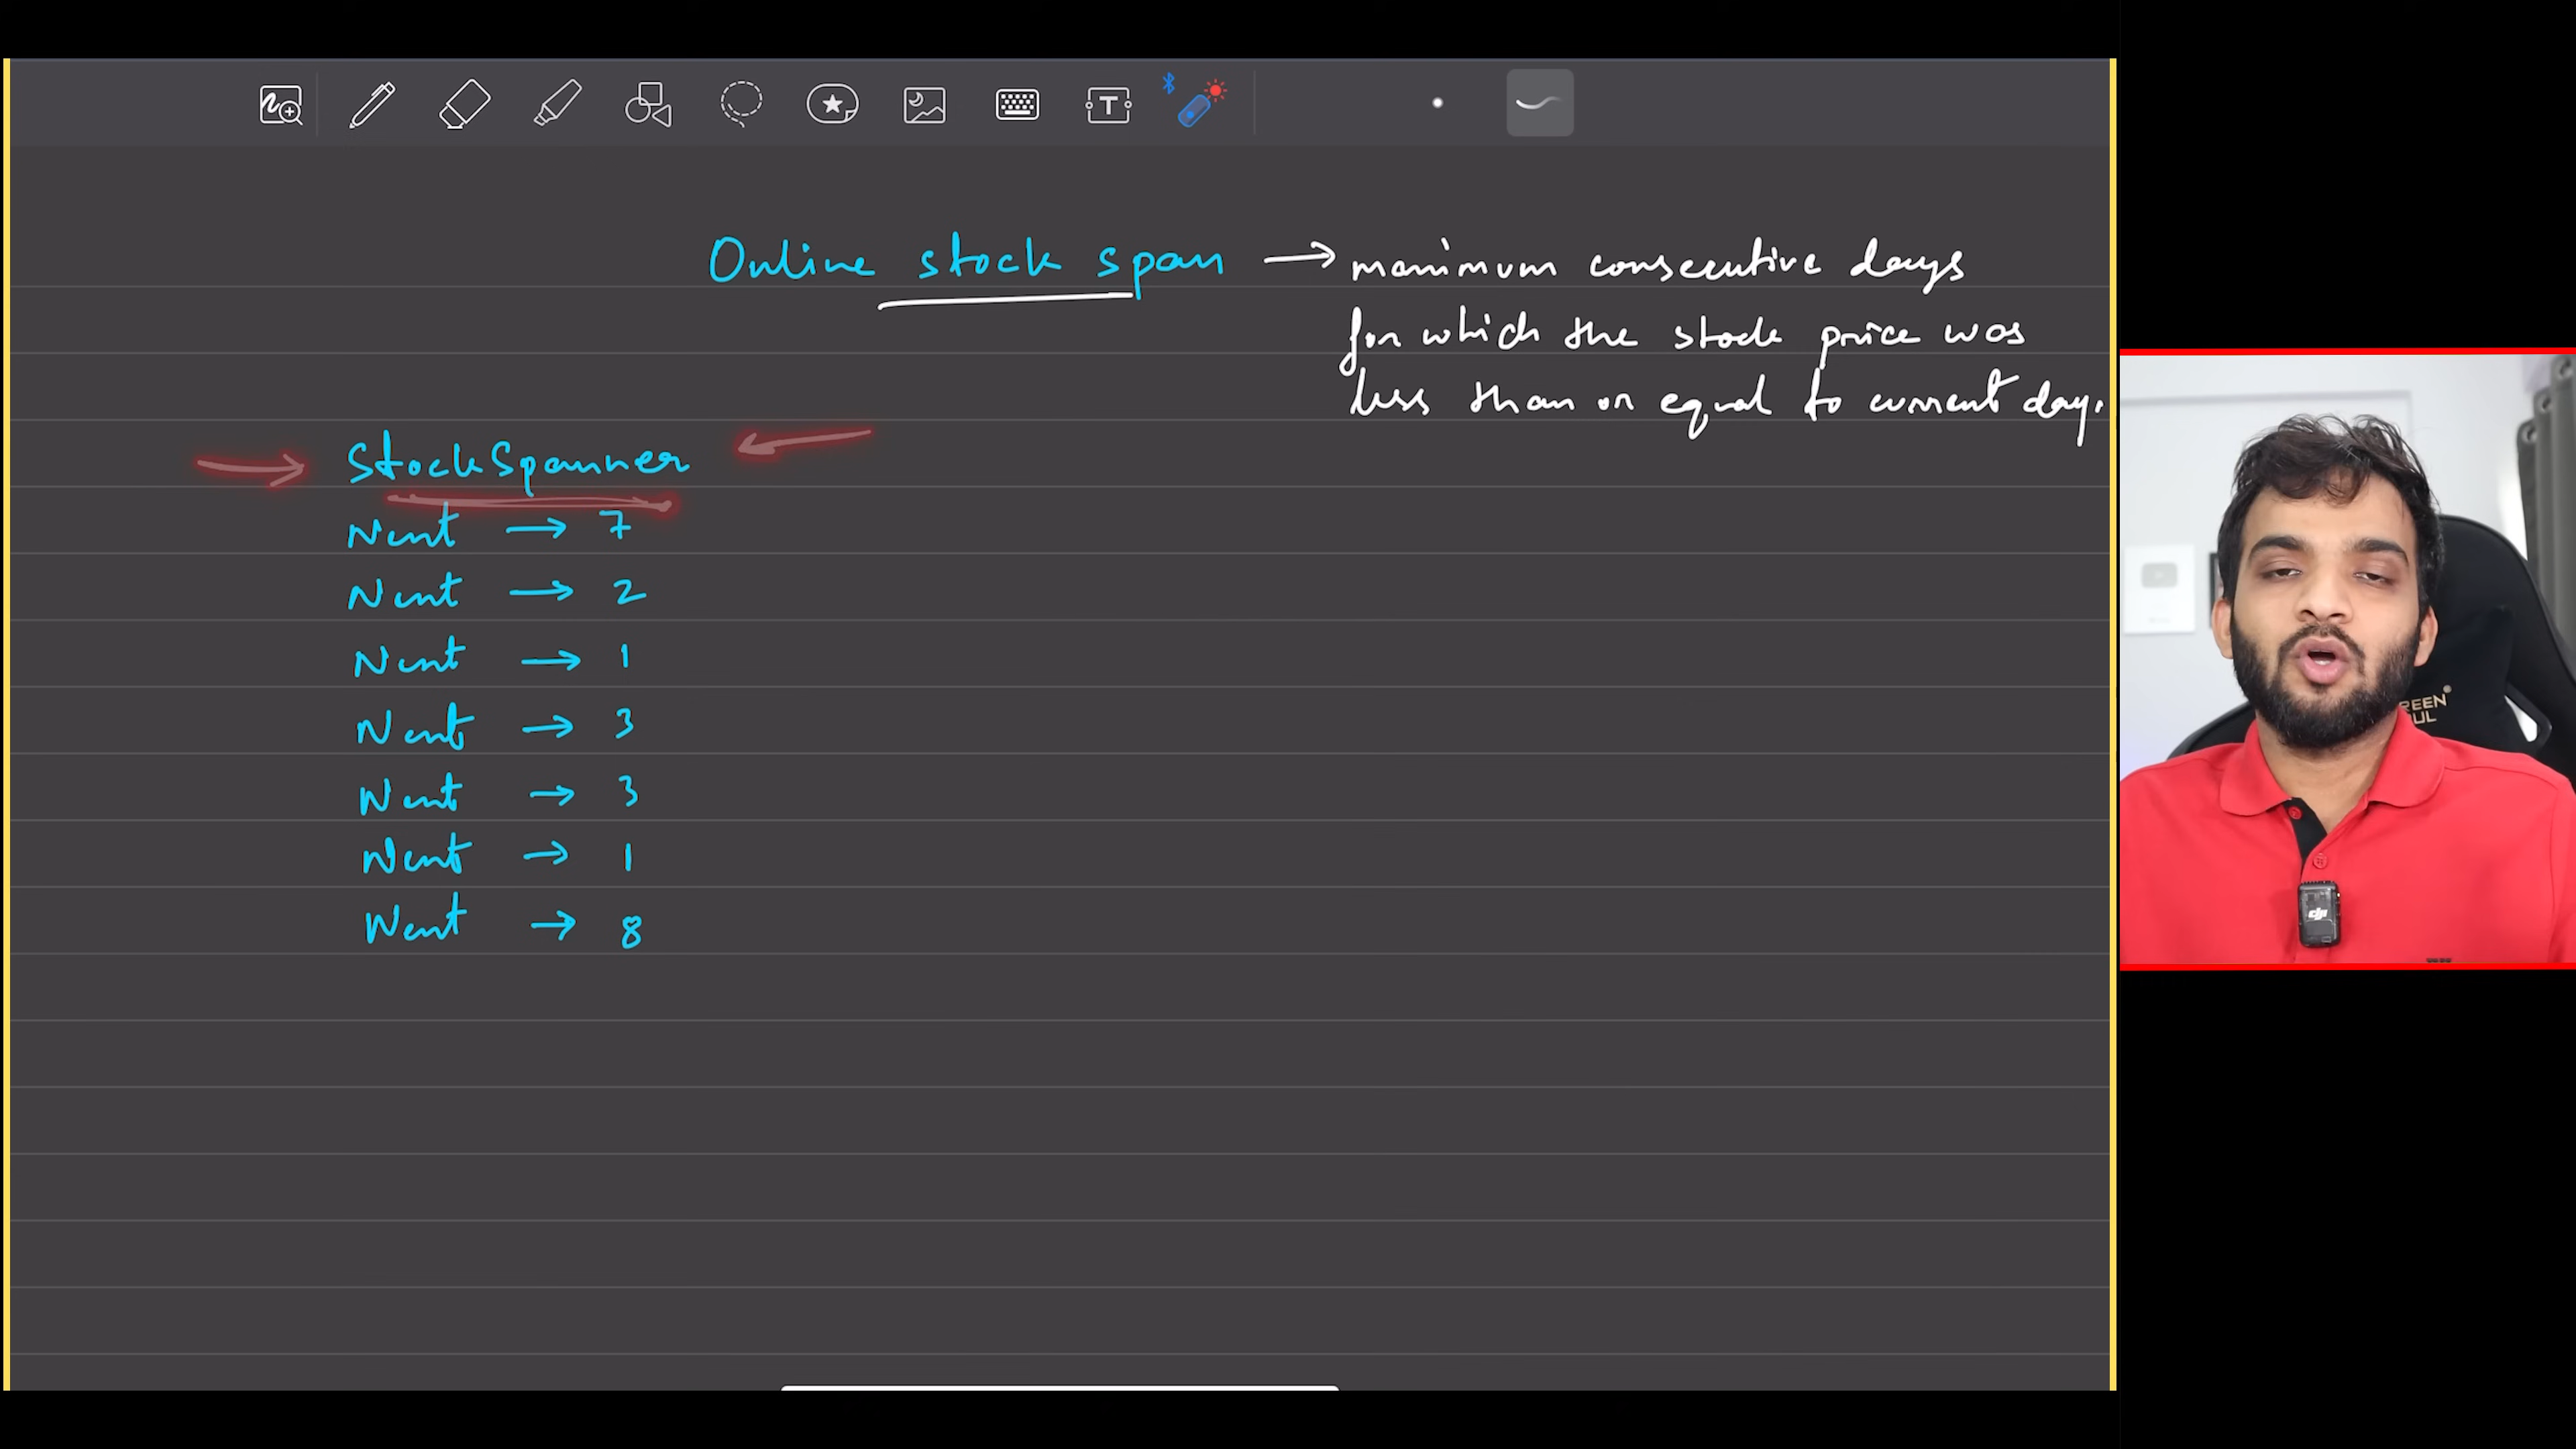 Online stock span → maximum consecutive days
for which the stock price was
less than or equal to current day.
StockSpanner
Next → 7
Next → 2
Next → 1
Next → 3
Next → 3
Next → 1
Next → 8
T
dji